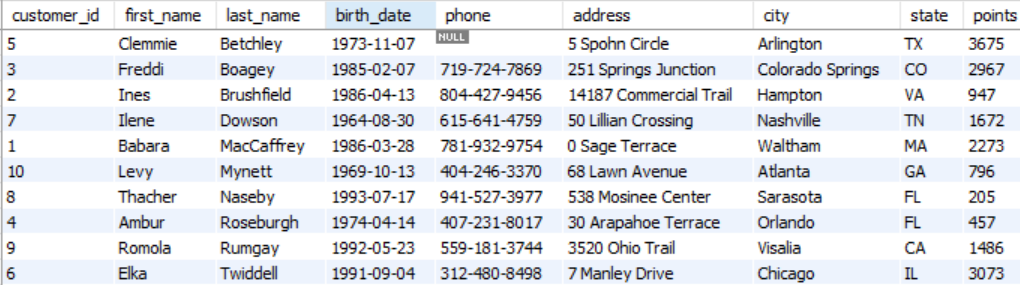 customer_id first_name last_name birth_date phone address city state points
5 Clemmie Betchley 1973-11-07 NULL 5 Spohn Circle Arlington TX 3675
3 Freddi Boagey 1985-02-07 719-724-7869 251 Springs Junction Colorado Springs CO 2967
2 Ines Brushfield 1986-04-13 804-427-9456 14187 Commercial Trail Hampton VA 947
7 Ilene Dowson 1964-08-30 615-641-4759 50 Lillian Crossing Nashville TN 1672
1 Babara MacCaffrey 1986-03-28 781-932-9754 0 Sage Terrace Waltham MA 2273
10 Levy Mynett 1969-10-13 404-246-3370 68 Lawn Avenue Atlanta GA 796
8 Thacher Naseby 1993-07-17 941-527-3977 538 Mosinee Center Sarasota FL 205
4 Ambur Roseburgh 1974-04-14 407-231-8017 30 Arapahoe Terrace Orlando FL 457
9 Romola Rumgay 1992-05-23 559-181-3744 3520 Ohio Trail Visalia CA 1486
6 Elka Twiddell 1991-09-04 312-480-8498 7 Manley Drive Chicago IL 3073